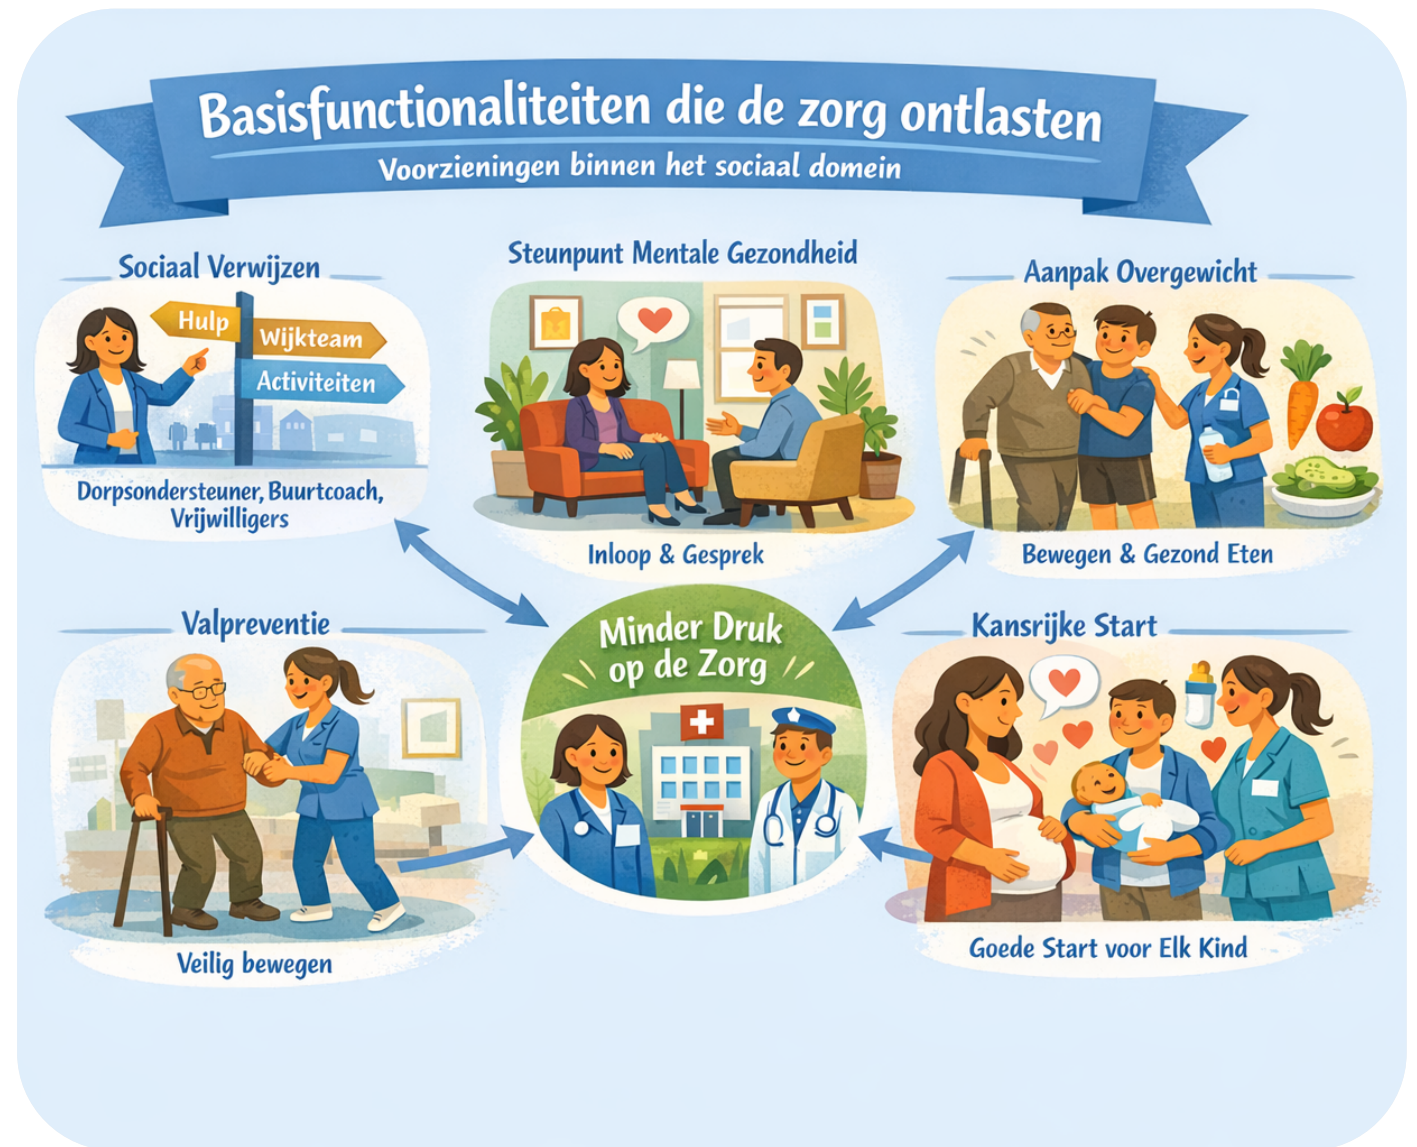 Basisfunctionaliteiten die de zorg ontlasten
Voorzieningen binnen het sociaal domein
Sociaal Verwijzen
Hulp
Wijkteam
Activiteiten
Dorpsondersteuner, Buurtcoach,
Vrijwilligers
Steunpunt Mentale Gezondheid
Inloop & Gesprek
Aanpak Overgewicht
Bewegen & Gezond Eten
Valpreventie
Veilig bewegen
Minder Druk
op de Zorg
Kansrijke Start
Goede Start voor Elk Kind